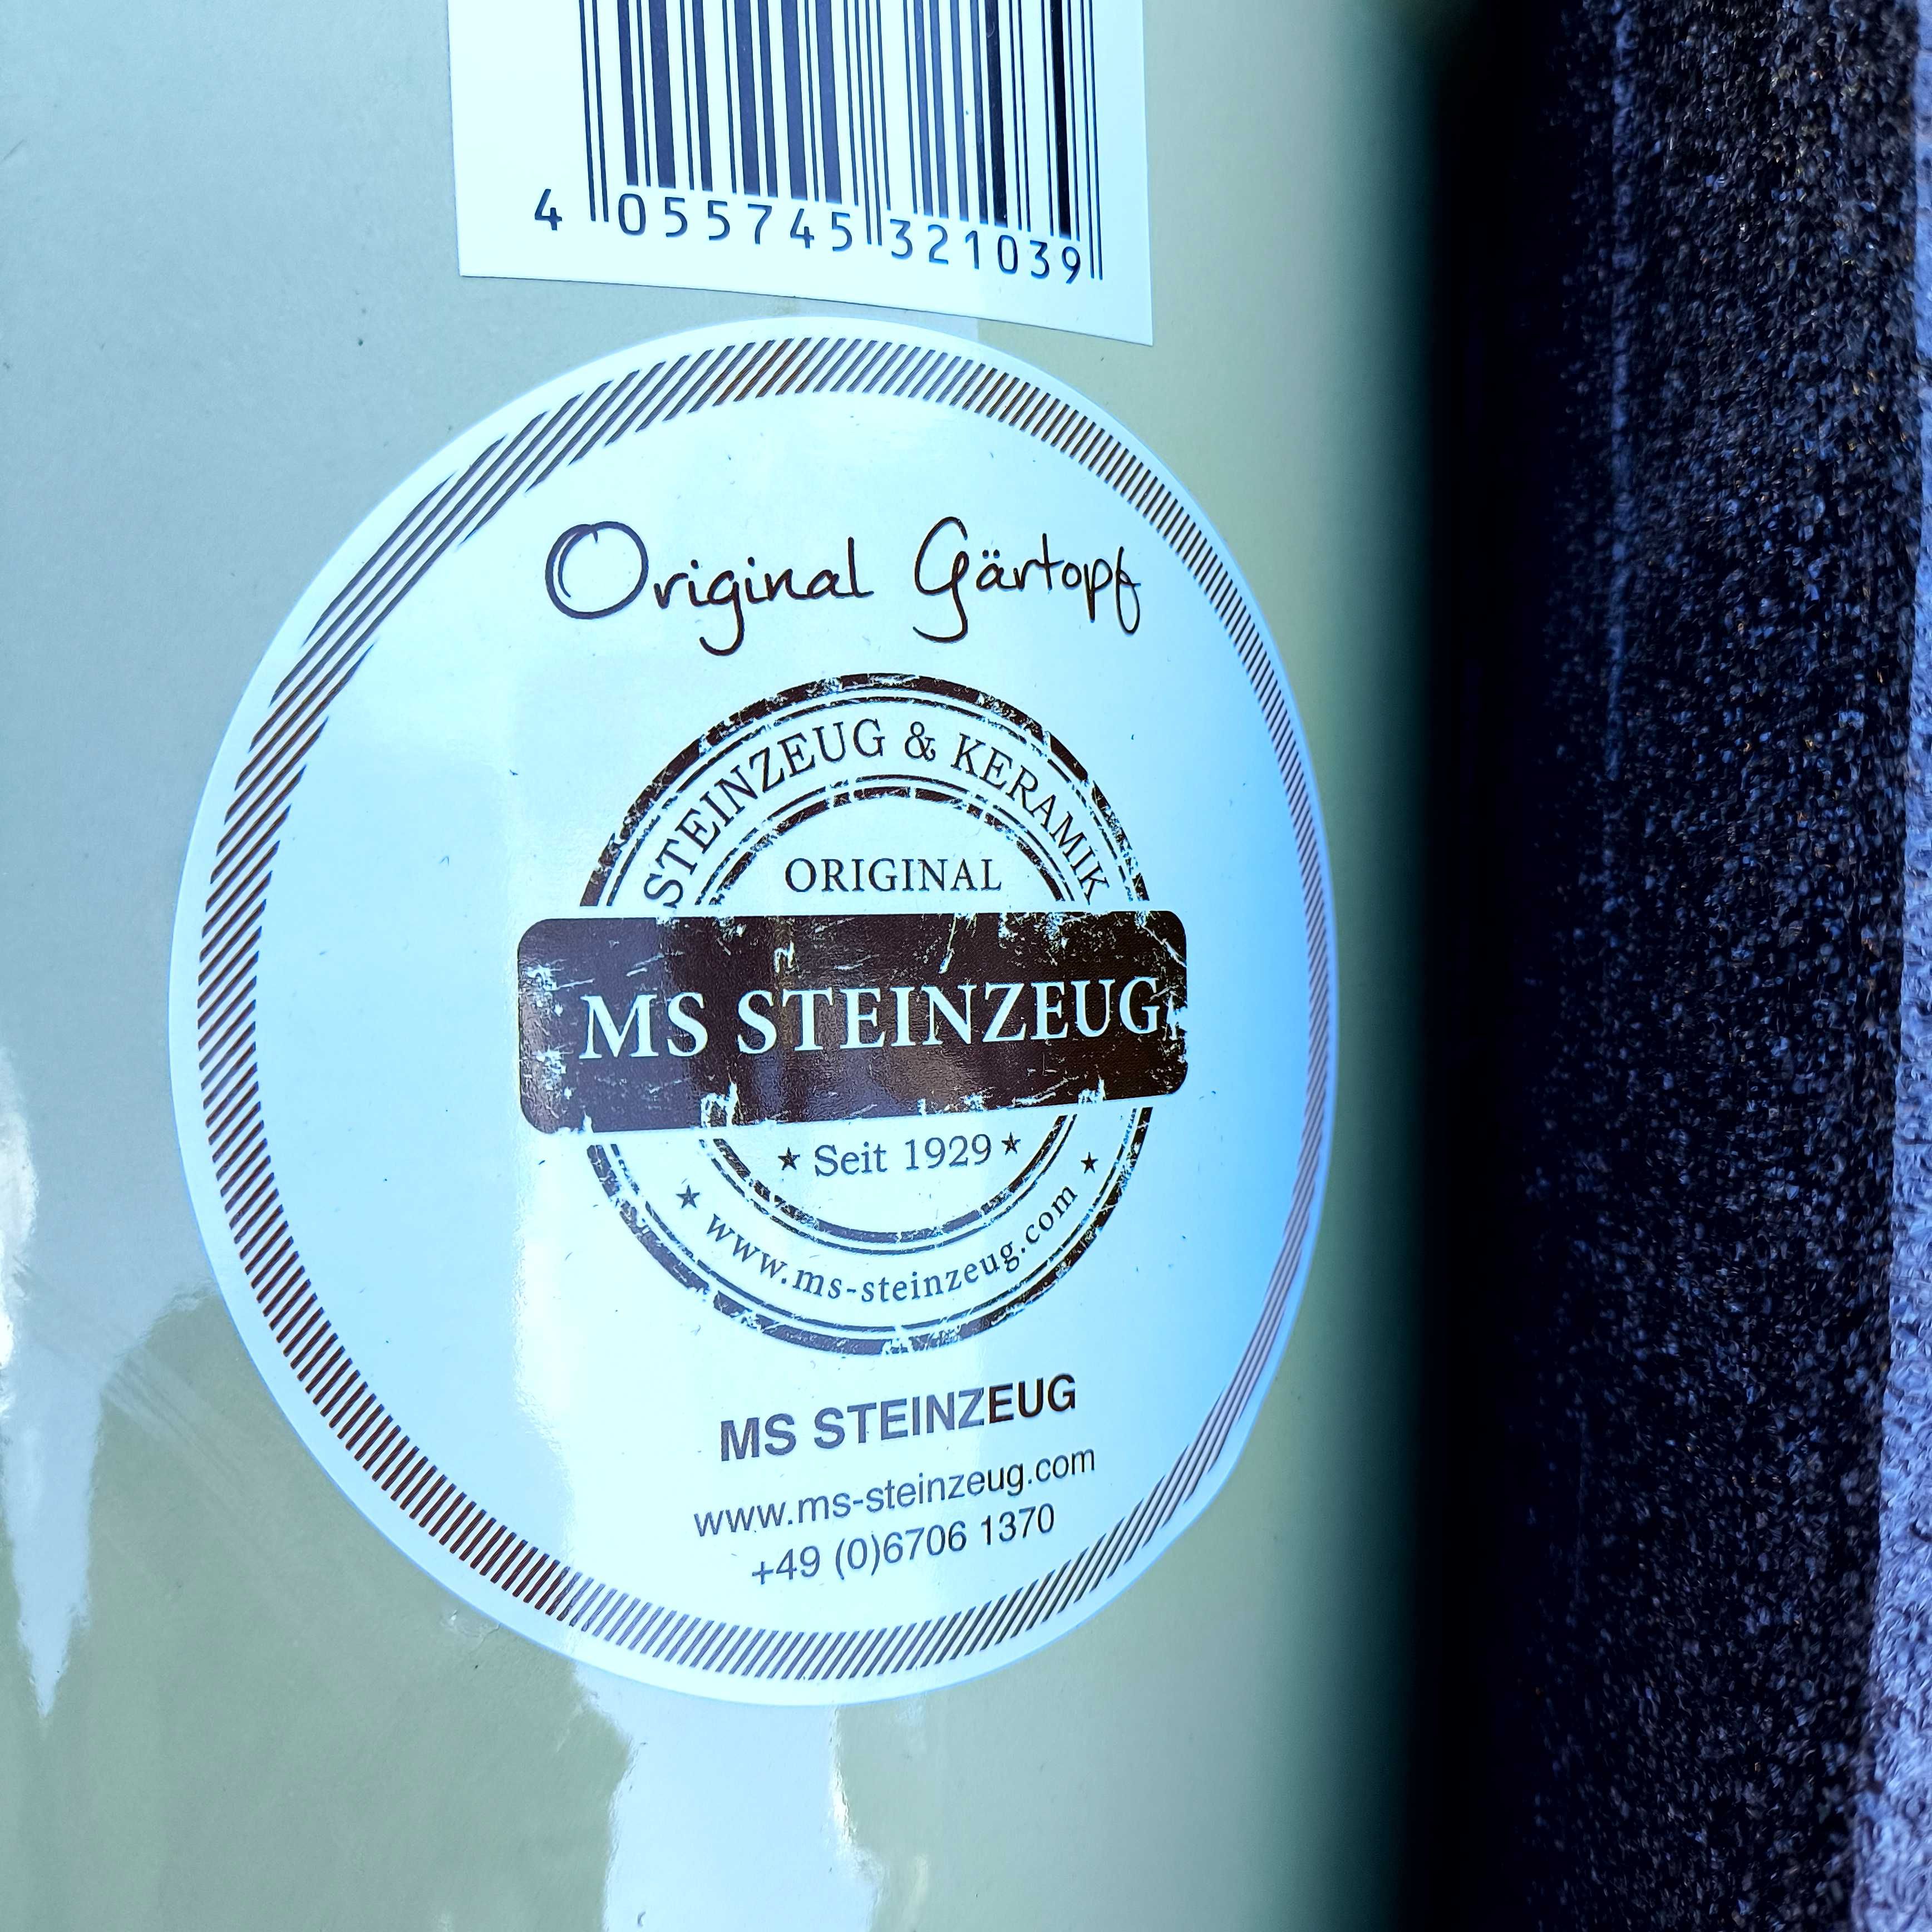 4 055745 321039
Original Gärtopf
STEINZEUG & KERAMIK
ORIGINAL
MS STEINZEUG
★ Seit 1929 ★
★ www.ms-steinzeug.com ★
MS STEINZEUG
www.ms-steinzeug.com
+49 (0)6706 1370